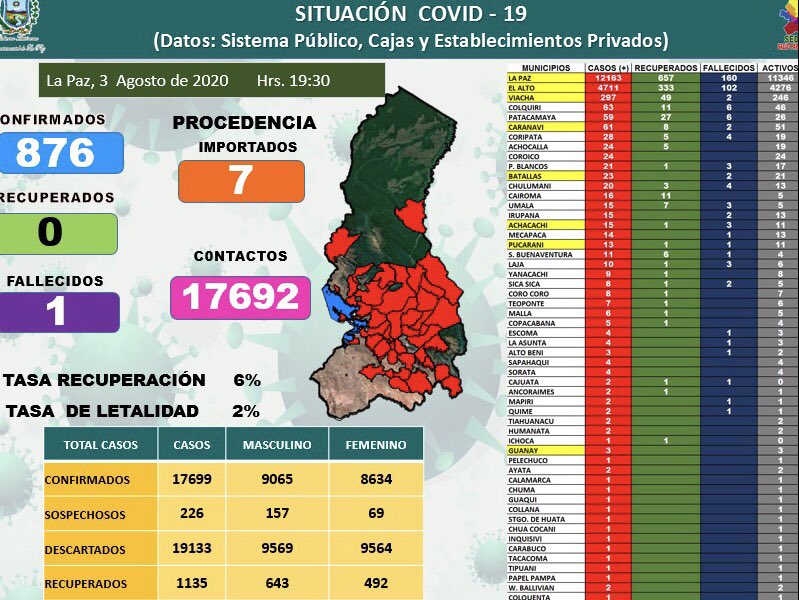 SITUACIÓN COVID - 19
(Datos: Sistema Público, Cajas y Establecimientos Privados)
La Paz, 3 Agosto de 2020 Hrs. 19:30
ONFIRMADOS
876
RECUPERADOS
0
FALLECIDOS
1
PROCEDENCIA
IMPORTADOS
7
C0NTACTOS
17692
TASA RECUPERACIÓN 6%
TASA DE LETALIDAD 2%
TOTAL CASOS CASOS MASCULINO FEMENINO
CONFIRMADOS 17699 9065 8634
SOSPECHOSOS 226 157 69
DESCARTADOS 19133 9569 9564
RECUPERADOS 1135 643 492
MUNICIPIOS CASOS (+) RECUPERADOS FALLECIDOS ACTIVOS
LA PAZ 12163 657 160 11346
EL ALTO 4711 333 102 4276
VIACHA 297 49 2 246
COLQUIRI 63 11 6 46
PATACAMAYA 59 27 6 26
CARANAVI 61 8 2 51
CORIPATA 28 5 4 19
ACHOCALLA 24 5 19
COROICO 24 24
P. BLANCOS 21 1 3 17
BATALLAS 23 2 21
CHULUMANI 20 3 4 13
CAIROMA 16 11 5
UMALA 15 7 3 5
IRUPANA 15 2 13
ACHACACHI 15 1 3 11
MECAPACA 14 1 13
PUCARANI 13 1 1 11
S. BUENAVENTURA 11 6 1 4
LAJA 10 1 3 6
YANACACHI 9 1 8
SICA SICA 8 1 2 5
CORO CORO 8 1 7
TEOPONTE 7 1 6
MALLA 6 1 5
COPACABANA 5 1 4
ESCOMA 4 1 3
LA ASUNTA 4 1 3
ALTO BENI 3 1 2
SAPAHAQUI 4 4
SORATA 4 4
CAJUATA 2 1 1 0
ANCORAIMES 2 1 1
MAPIRI 2 1 1
QUIME 2 1 1
TIAHUANACU 2 2
HUMANATA 2 2
ICHOCA 1 1 0
GUANAY 3 3
PELECHUCO 1 1
AYATA 2 2
CALAMARCA 1 1
CHUMA 1 1
GUAQUI 1 1
COLLANA 1 1
STGO. DE HUATA 1 1
CHUA COCANI 1 1
INQUISIVI 1 1
CARABUCO 1 1
TACACOMA 1 1
TIPUANI 1 1
PAPEL PAMPA 1 1
W. BALLIVIAN 2 2
COLQUENTA 1 1